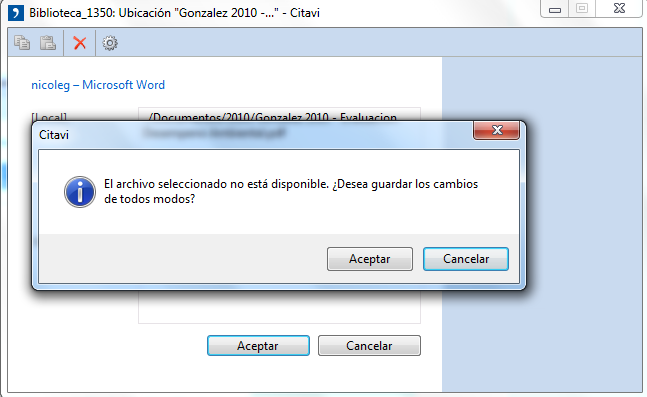 Biblioteca_1350: Ubicación "Gonzalez 2010 -..." - Citavi
nicoleg – Microsoft Word
[Local]
/Documentos/2010/Gonzalez 2010 - Evaluacion
Citavi
El archivo seleccionado no está disponible. ¿Desea guardar los cambios
de todos modos?
Aceptar
Cancelar
Aceptar
Cancelar